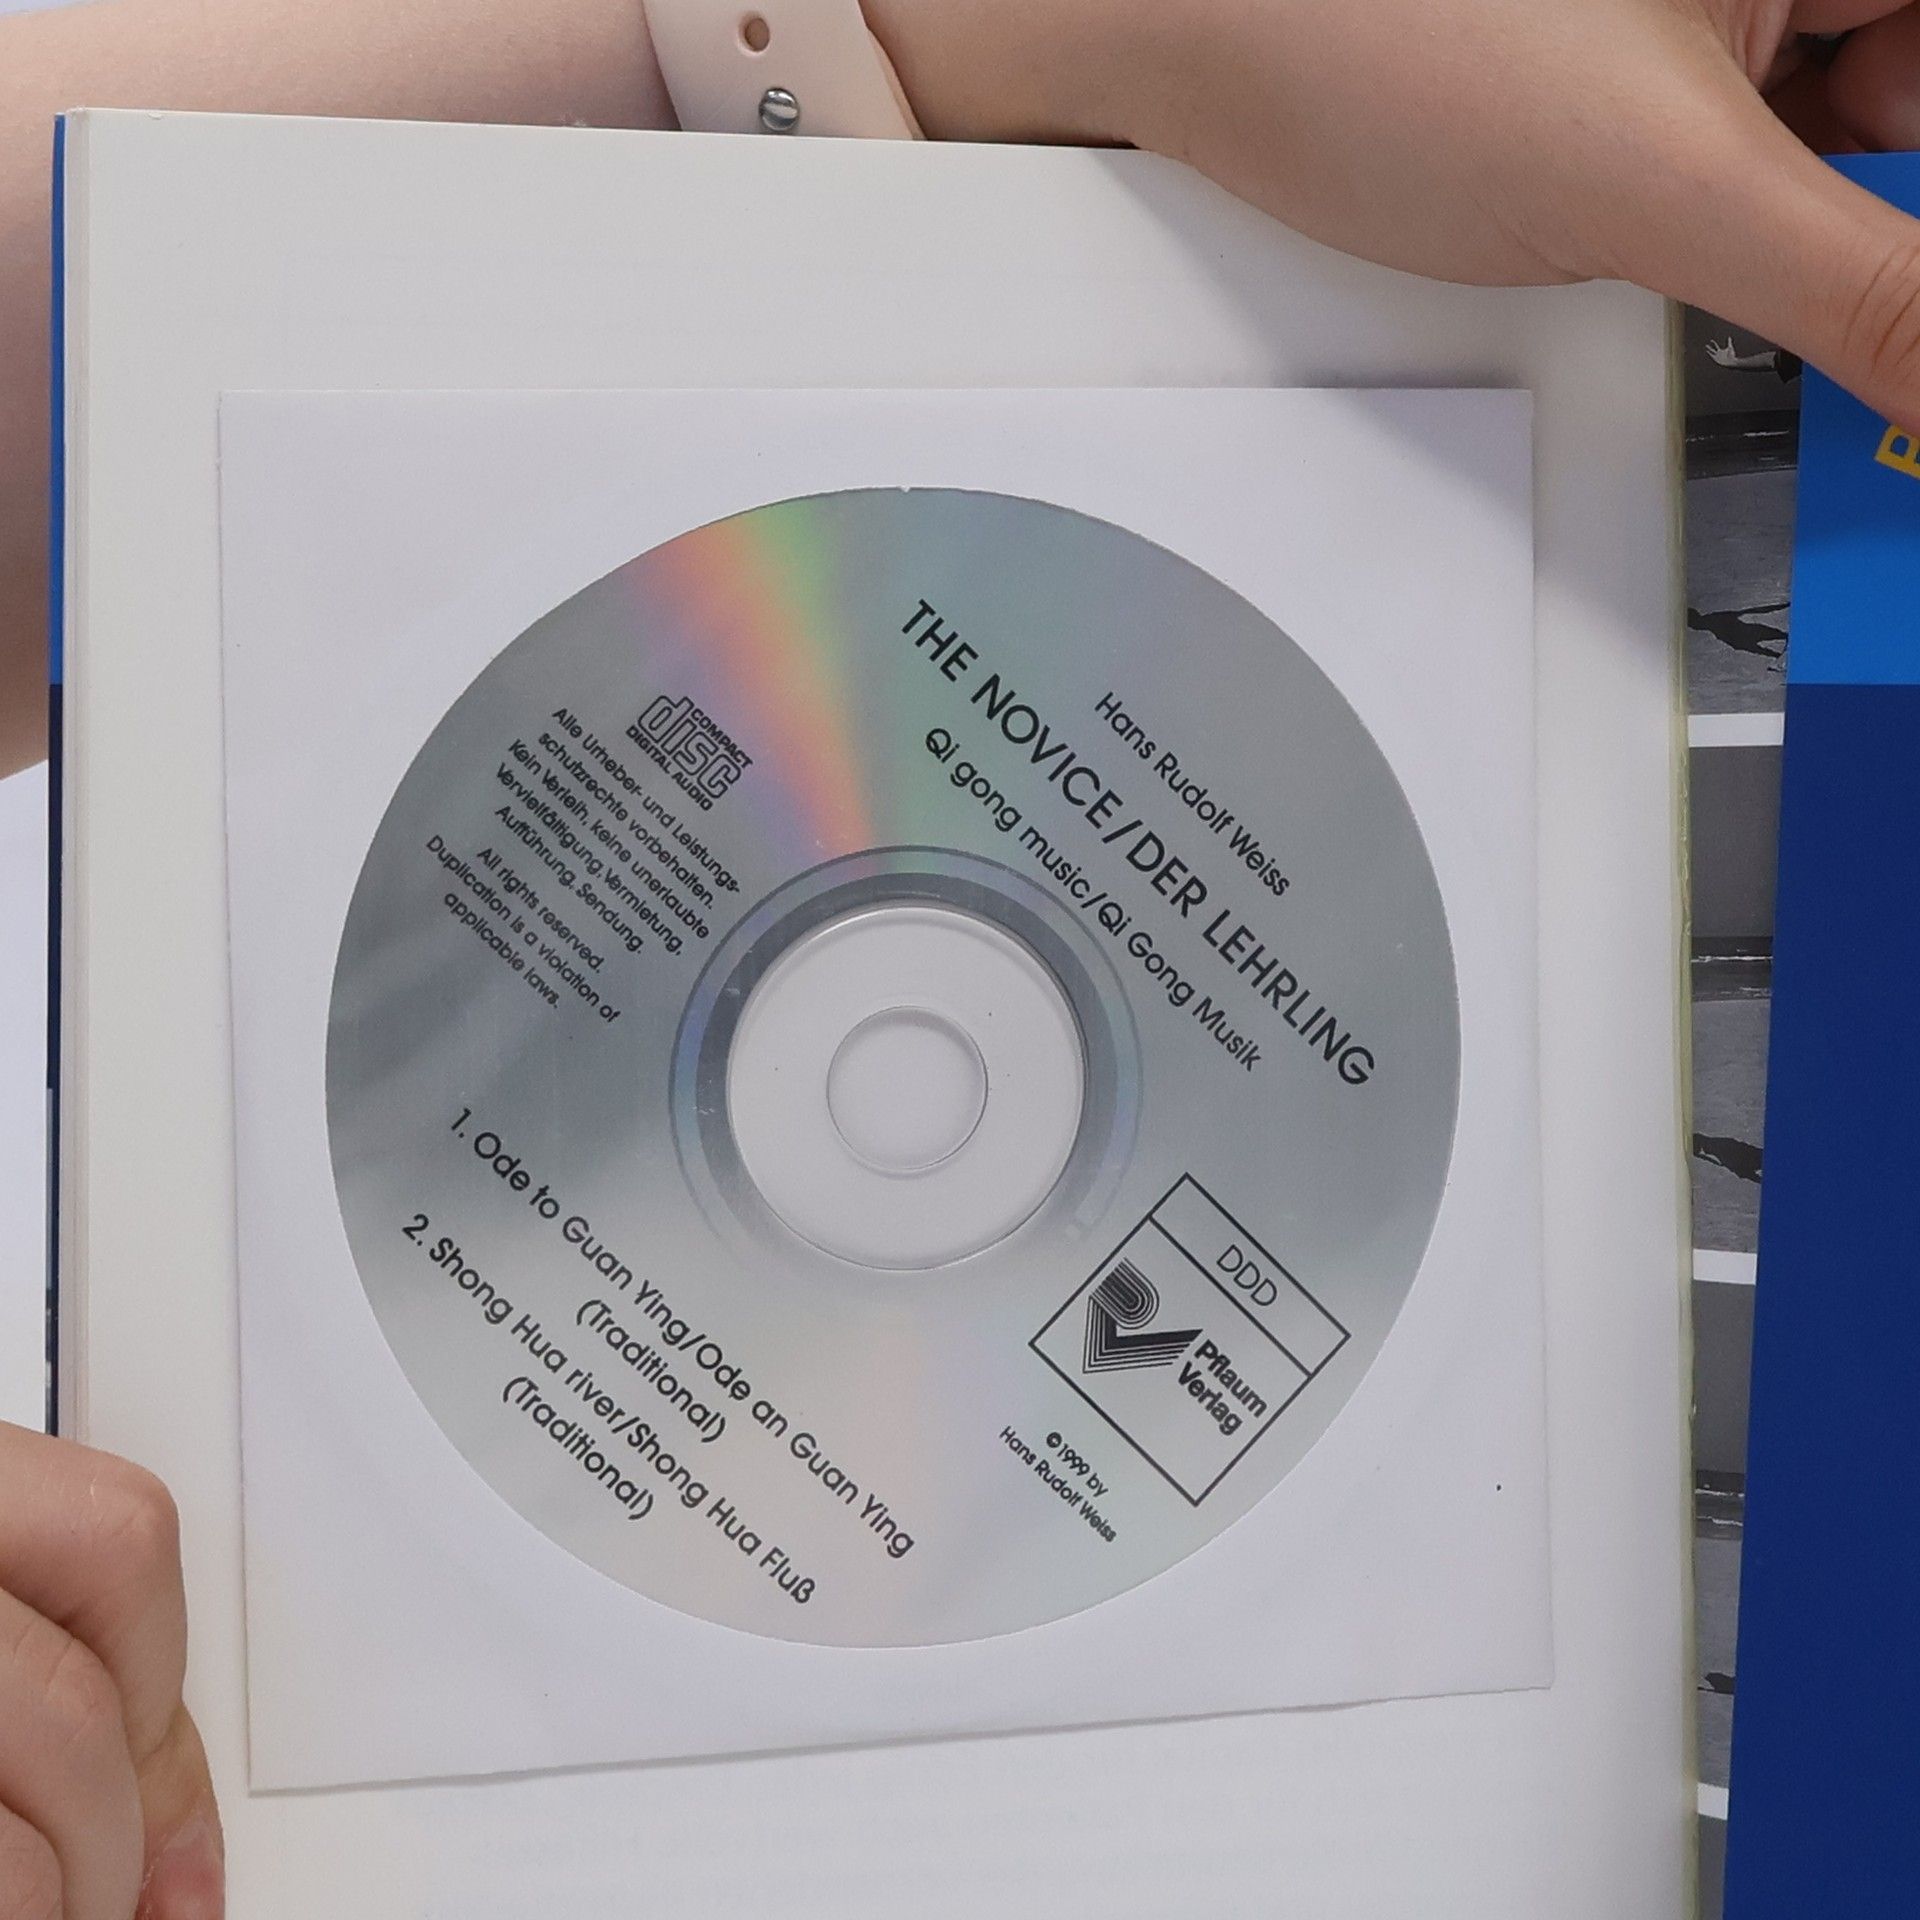 Hans Rudolf Weiss
THE NOVICE/DER LEHRLING
Qi gong music/Qi Gong Musik
COMPACT
disc
DIGITAL AUDIO
Alle Urheber- und Leistungs-
schutzrechte vorbehalten.
Kein Verleih, keine unerlaubte
Vervielfältigung, Vermietung,
Aufführung, Sendung.
All rights reserved.
Duplication is a violation of
applicable laws.
DDD
Pflaum
Verlag
©1999 by
Hans Rudolf Weiss
1. Ode to Guan Ying/Ode an Guan Ying
(Traditional)
2. Shong Hua river/Shong Hua Fluß
(Traditional)